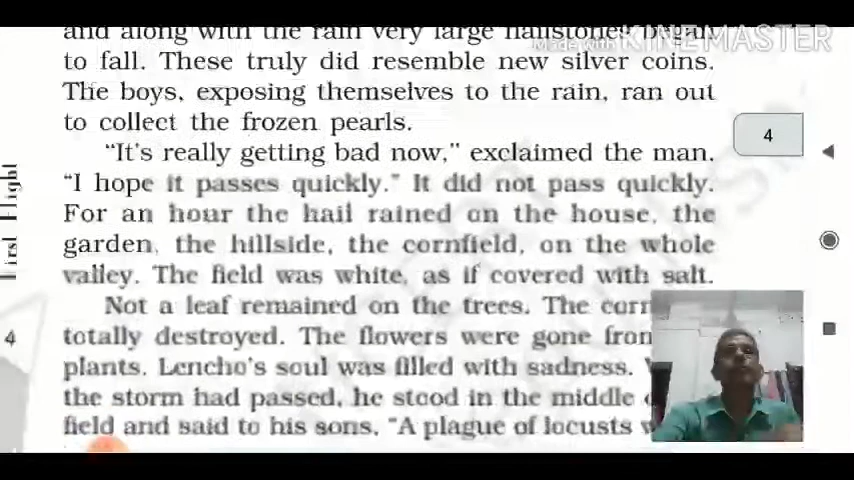 and along with the rain very large hailstones began
Made with KINEMASTER
to fall. These truly did resemble new silver coins.
The boys, exposing themselves to the rain, ran out
to collect the frozen pearls.
4
"It's really getting bad now," exclaimed the man.
"I hope it passes quickly." It did not pass quickly.
For an hour the hail rained on the house, the
garden, the hillside, the cornfield, on the whole
valley. The field was white, as if covered with salt.
Not a leaf remained on the trees. The corn
totally destroyed. The flowers were gone from
plants. Lencho's soul was filled with sadness.
the storm had passed, he stood in the middle
field and said to his sons, "A plague of locusts
First Flight
4